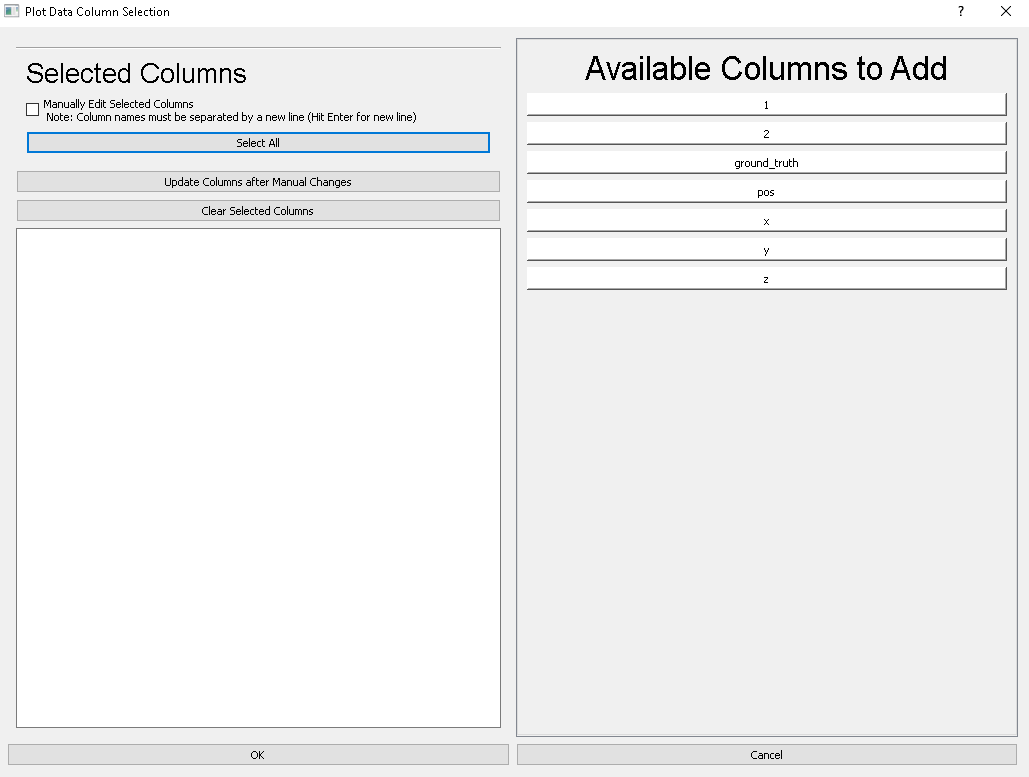 Plot Data Column Selection
?
Selected Columns
Manually Edit Selected Columns
Note: Column names must be separated by a new line (Hit Enter for new line)
Select All
Update Columns after Manual Changes
Clear Selected Columns
Available Columns to Add
1
2
ground_truth
pos
x
y
z
OK
Cancel